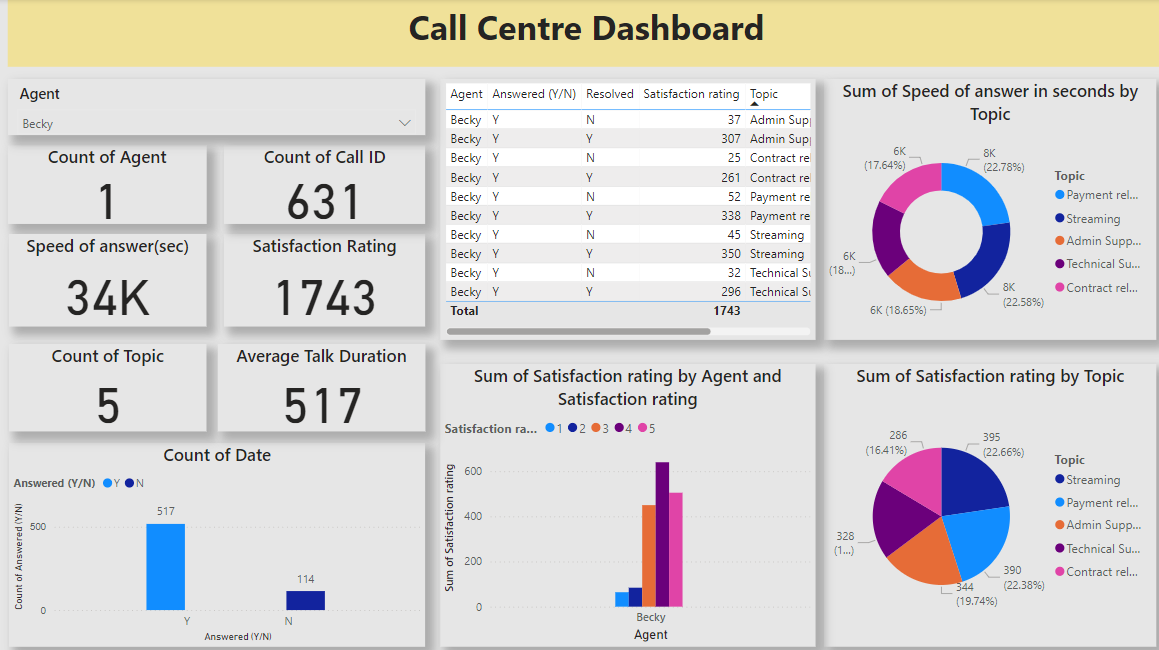 Call Centre Dashboard
Agent
Becky
Count of Agent
1
Count of Call ID
631
Speed of answer(sec)
34K
Satisfaction Rating
1743
Count of Topic
5
Average Talk Duration
517
Count of Date
Answered (Y/N) Y N
Count of Answered (Y/N)
500
0
517
114
Y N
Answered (Y/N)
Agent Answered (Y/N) Resolved Satisfaction rating Topic
Becky Y N 37 Admin Supp
Becky Y Y 307 Admin Supp
Becky Y N 25 Contract re
Becky Y Y 261 Contract re
Becky Y N 52 Payment re
Becky Y Y 338 Payment re
Becky Y N 45 Streaming
Becky Y Y 350 Streaming
Becky Y N 32 Technical Su
Becky Y Y 296 Technical Su
Total 1743
Sum of Satisfaction rating by Agent and
Satisfaction rating
Satisfaction ra... 1 2 3 4 5
Sum of Satisfaction rating
600
400
200
0
Becky
Agent
Sum of Speed of answer in seconds by
Topic
8K
(22.78%)
8K
(22.58%)
6K (18.65%)
6K
(18...)
6K
(17.64%)
Topic
Payment rel...
Streaming
Admin Supp...
Technical Su...
Contract rel...
Sum of Satisfaction rating by Topic
395
(22.66%)
390
(22.38%)
344
(19.74%)
328
(1...)
286
(16.41%)
Topic
Streaming
Payment rel...
Admin Supp...
Technical Su...
Contract rel...